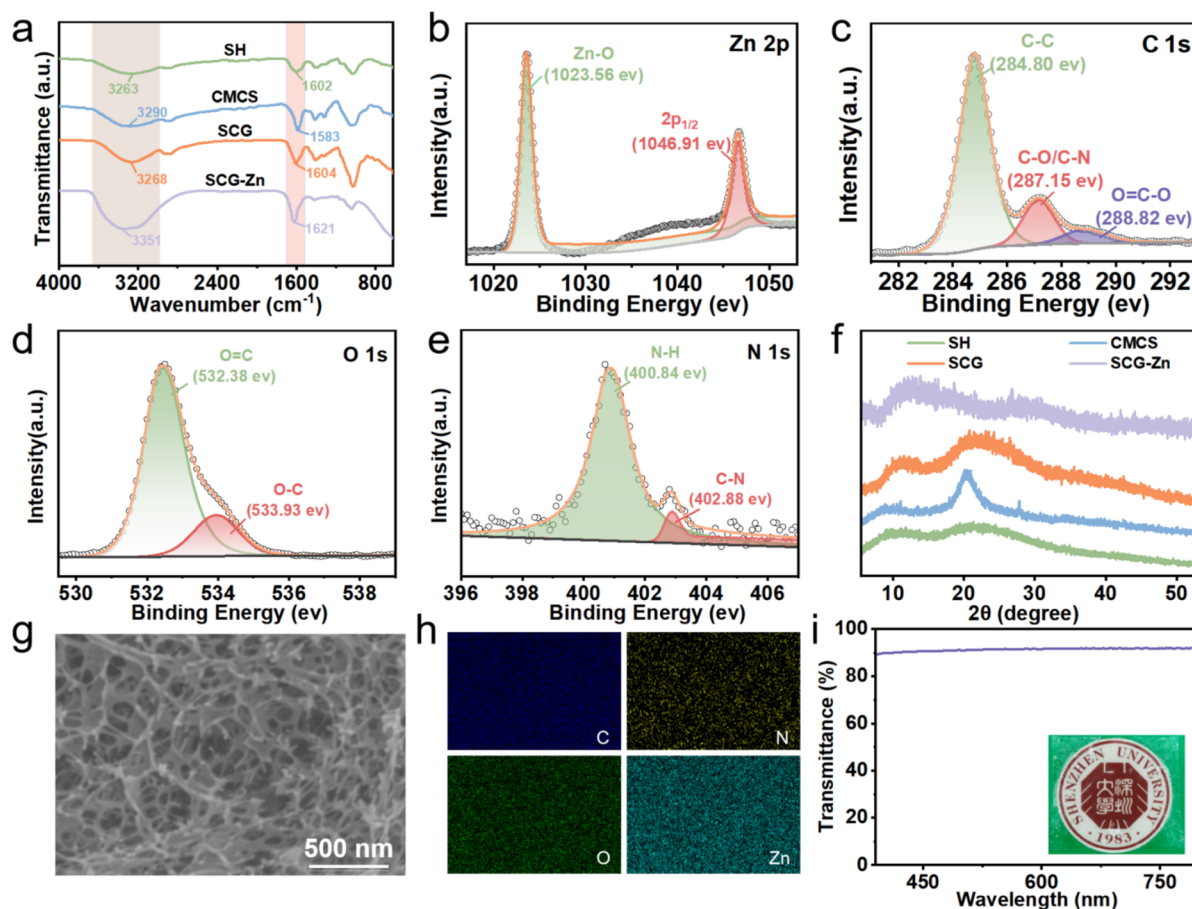 a
Transmittance (a.u.)
SH
3263
1602
CMCS
3290
1583
SCG
3268
1604
SCG-Zn
3351
1621
4000 3200 2400 1600 800
Wavenumber (cm⁻¹)
b
Intensity(a.u.)
Zn 2p
Zn-O
(1023.56 ev)
2p₁/₂
(1046.91 ev)
1020 1030 1040 1050
Binding Energy (ev)
c
Intensity(a.u.)
C 1s
C-C
(284.80 ev)
C-O/C-N
(287.15 ev)
O=C-O
(288.82 ev)
282 284 286 288 290 292
Binding Energy (ev)
d
Intensity(a.u.)
O 1s
O=C
(532.38 ev)
O-C
(533.93 ev)
530 532 534 536 538
Binding Energy (ev)
e
Intensity(a.u.)
N 1s
N-H
(400.84 ev)
C-N
(402.88 ev)
396 398 400 402 404 406
Binding Energy (ev)
f
Intensity (a.u.)
SH CMCS
SCG SCG-Zn
10 20 30 40 50
2θ (degree)
g
500 nm
h
C
N
O
Zn
i
Transmittance (%)
100
80
60
40
20
0
450 600 750
Wavelength (nm)
SHENZHEN UNIVERSITY
深圳
大學
·1983·